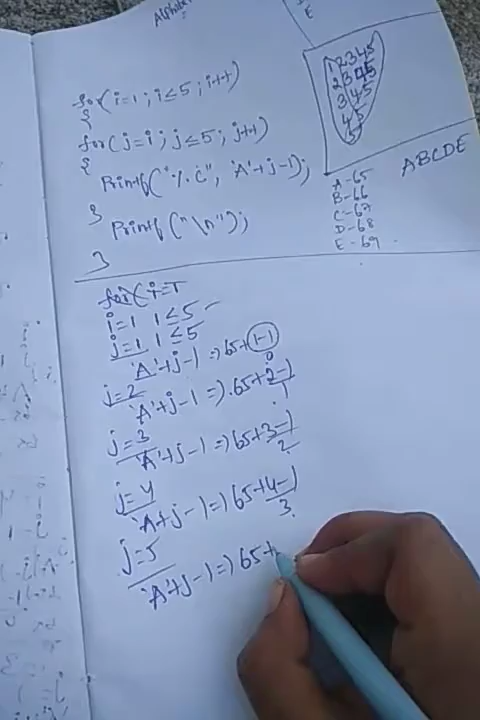 Alphabe
E
for(i=1; i≤5; i++)
{
for(j=i; j≤5; j++)
{
Printf("%c", 'A'+j-1);
}
Printf("\n");
}
12345
2345
345
45
5
A-65
B-66
C-67
D-68
E-69
ABCDE
for(i=1
i=1 1≤5
j=1 1≤5
'A'+j-1 => 65+1-1
0
j=2
'A'+j-1 => 65+2-1
1
j=3
'A'+j-1 => 65+3-1
2
j=4
'A'+j-1 => 65+4-1
3
j=5
'A'+j-1 => 65+